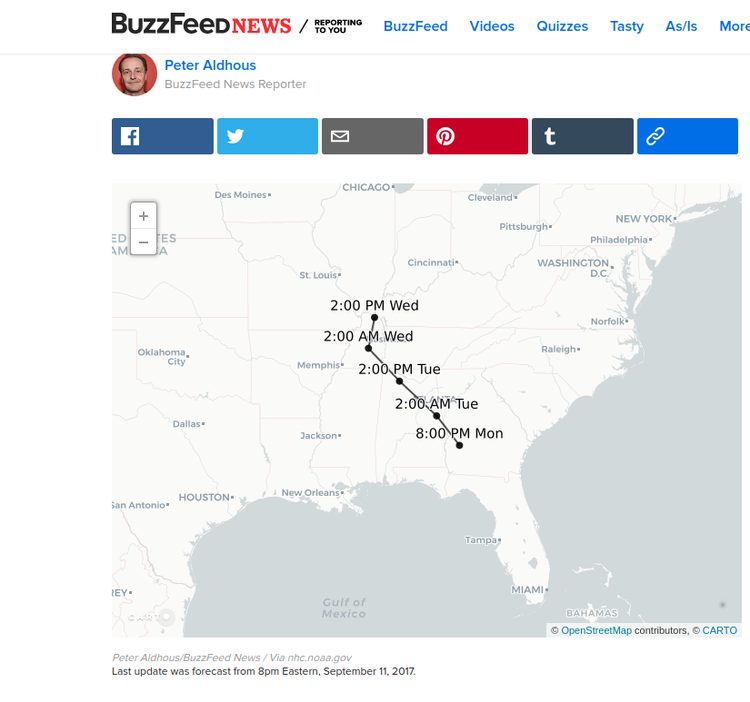 BUZZFEED NEWS / REPORTING TO YOU
BuzzFeed Videos Quizzes Tasty As/Is More
Peter Aldhous
BuzzFeed News Reporter
CHICAGO
Des Moines
Cleveland
NEW YORK
Pittsburgh
Philadelphia
+
−
Cincinnati
WASHINGTON D.C.
St. Louis
2:00 PM Wed
Norfolk
2:00 AM Wed
Raleigh
Oklahoma City
Memphis
2:00 PM Tue
2:00 AM Tue
Dallas
8:00 PM Mon
Jackson
New Orleans
HOUSTON
San Antonio
Tampa
MIAMI
REY
Gulf of Mexico
BAHAMAS
CARTO
© OpenStreetMap contributors, © CARTO
Peter Aldhous/BuzzFeed News / Via nhc.noaa.gov
Last update was forecast from 8pm Eastern, September 11, 2017.